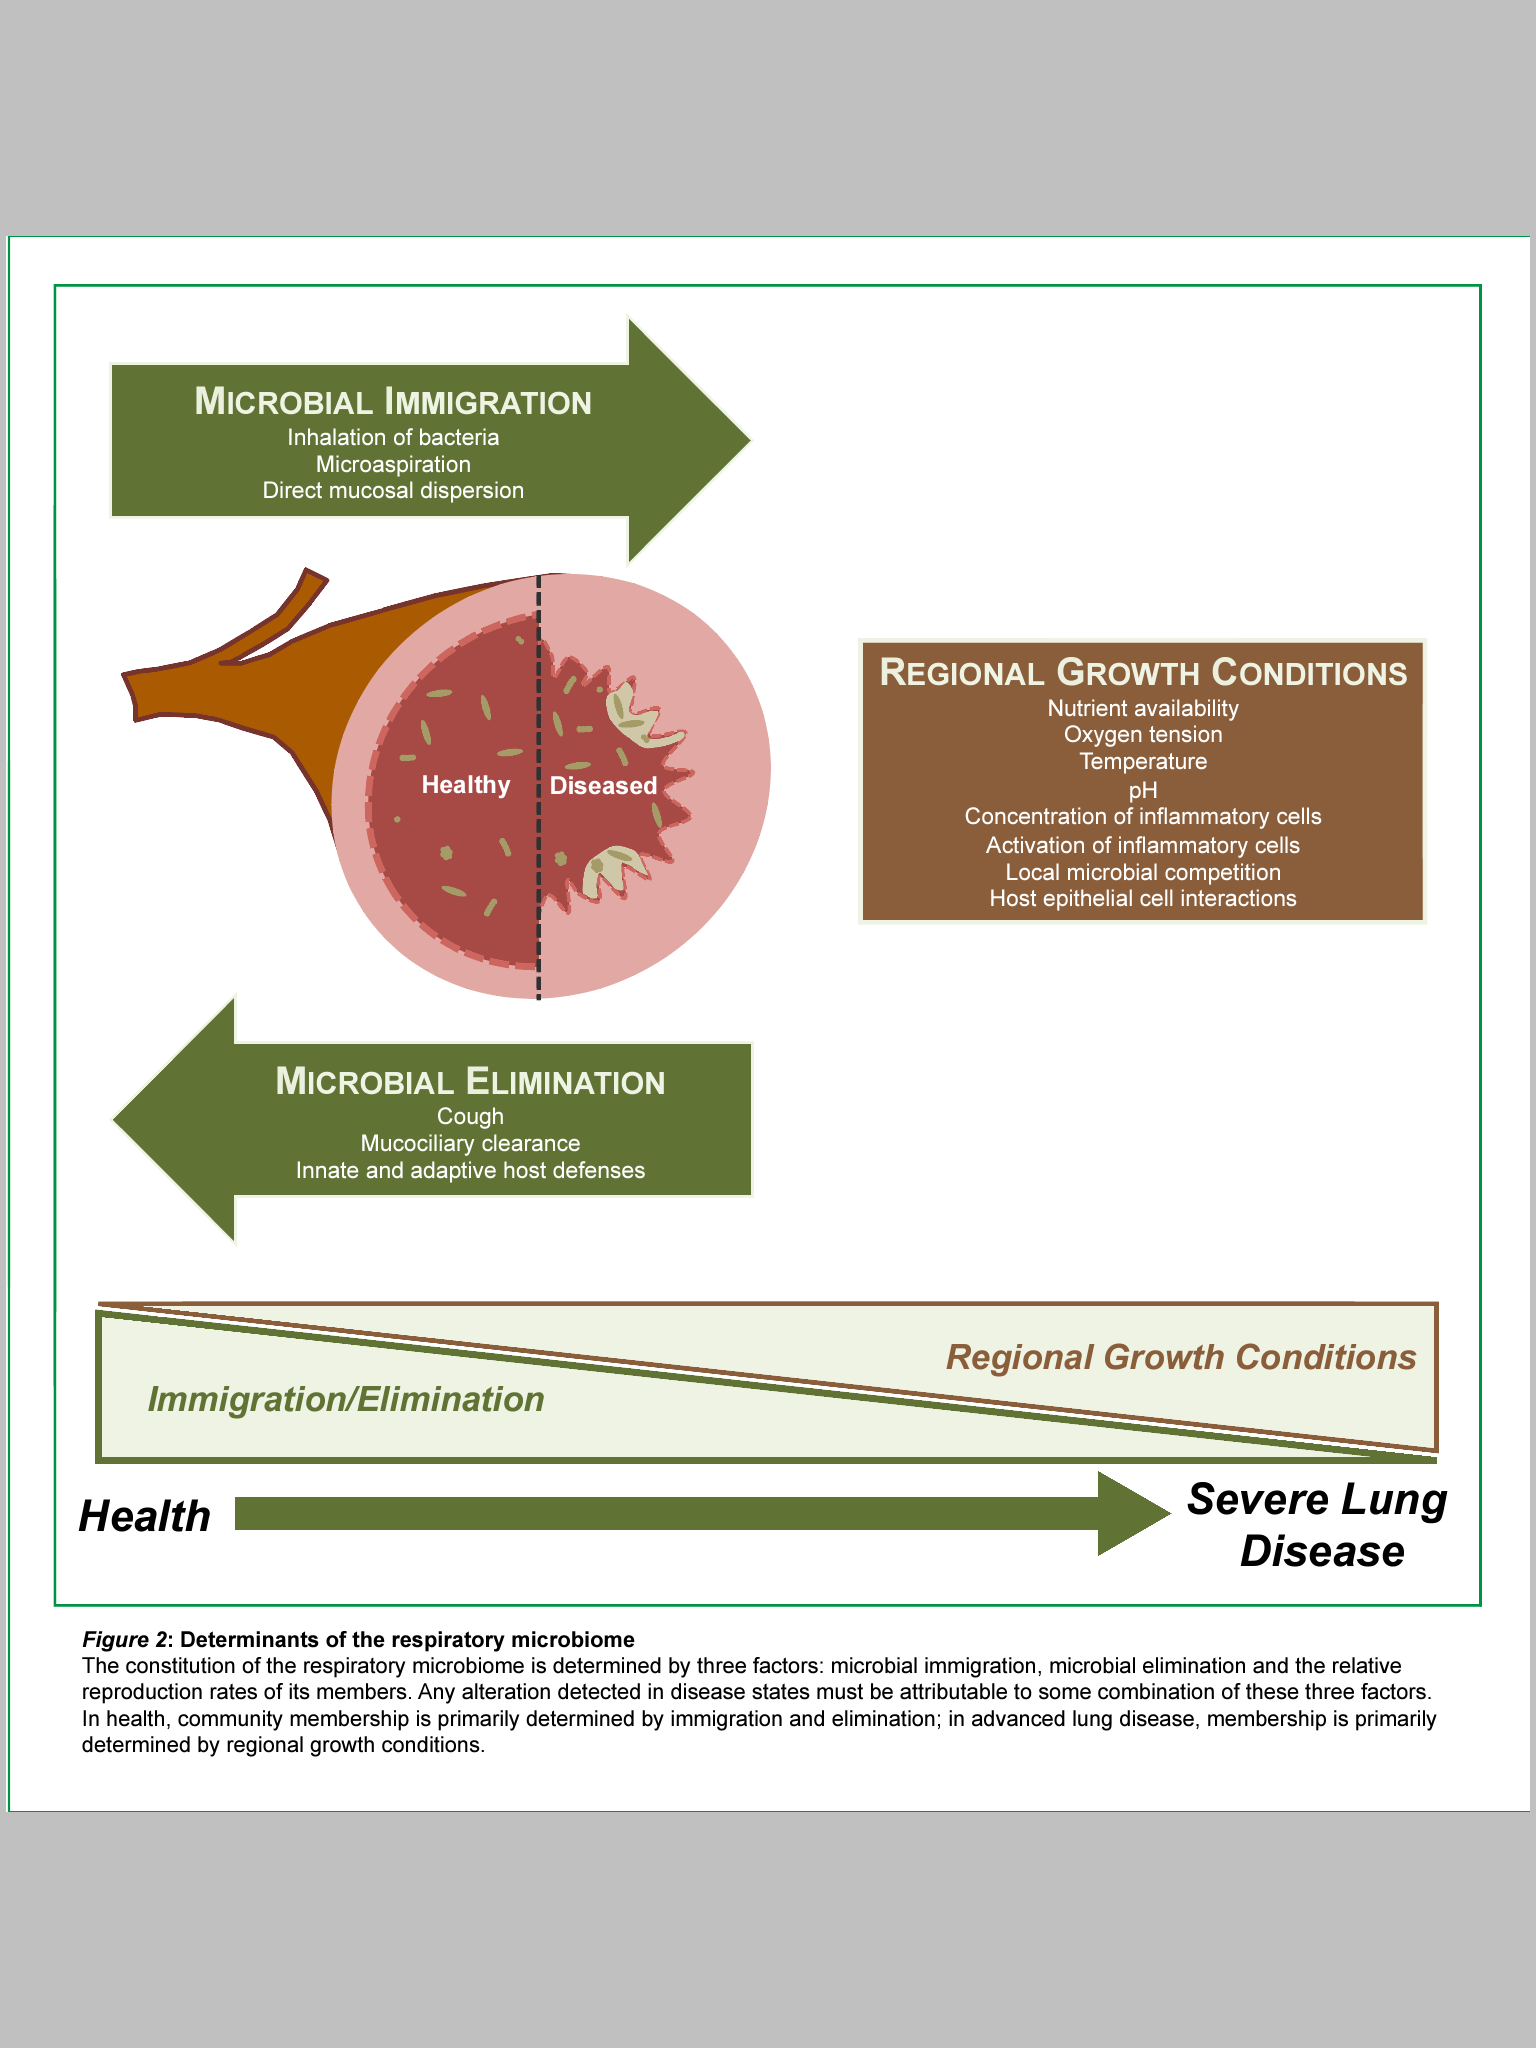 MICROBIAL IMMIGRATION
Inhalation of bacteria
Microaspiration
Direct mucosal dispersion
Healthy
Diseased
REGIONAL GROWTH CONDITIONS
Nutrient availability
Oxygen tension
Temperature
pH
Concentration of inflammatory cells
Activation of inflammatory cells
Local microbial competition
Host epithelial cell interactions
MICROBIAL ELIMINATION
Cough
Mucociliary clearance
Innate and adaptive host defenses
Regional Growth Conditions
Immigration/Elimination
Health
Severe Lung
Disease
Figure 2: Determinants of the respiratory microbiome
The constitution of the respiratory microbiome is determined by three factors: microbial immigration, microbial elimination and the relative
reproduction rates of its members. Any alteration detected in disease states must be attributable to some combination of these three factors.
In health, community membership is primarily determined by immigration and elimination; in advanced lung disease, membership is primarily
determined by regional growth conditions.